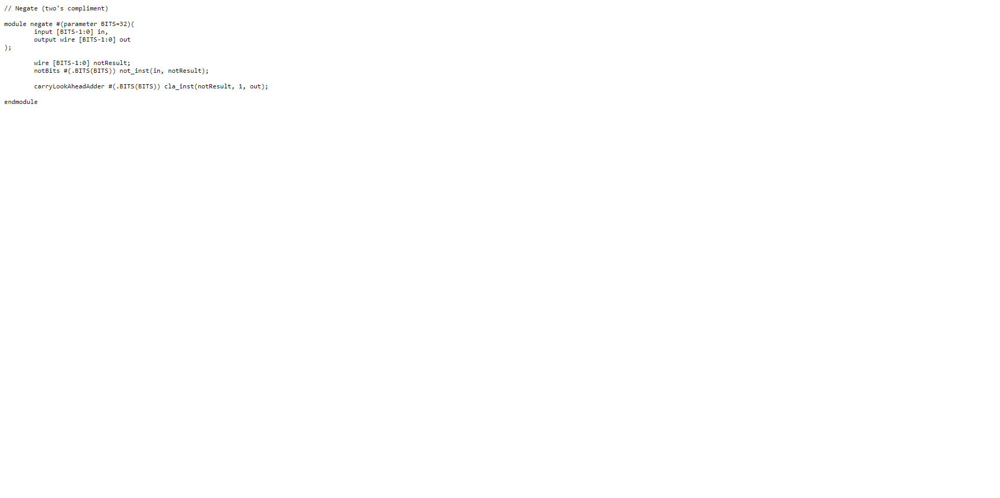 // Negate (two's compliment)
module negate #(parameter BITS=32)(
input [BITS-1:0] in,
output wire [BITS-1:0] out
);
wire [BITS-1:0] notResult;
notBits #(.BITS(BITS)) not_inst(in, notResult);
carryLookAheadAdder #(.BITS(BITS)) cla_inst(notResult, 1, out);
endmodule